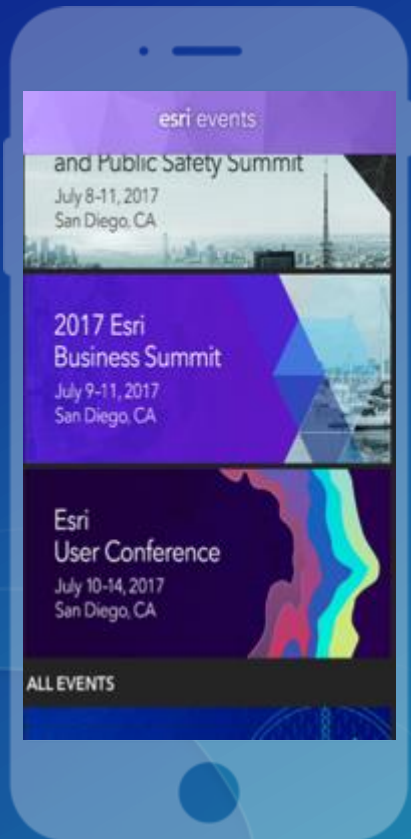 esri events
and Public Safety Summit
July 8-11, 2017
San Diego, CA
2017 Esri
Business Summit
July 9-11, 2017
San Diego, CA
Esri
User Conference
July 10-14, 2017
San Diego, CA
ALL EVENTS